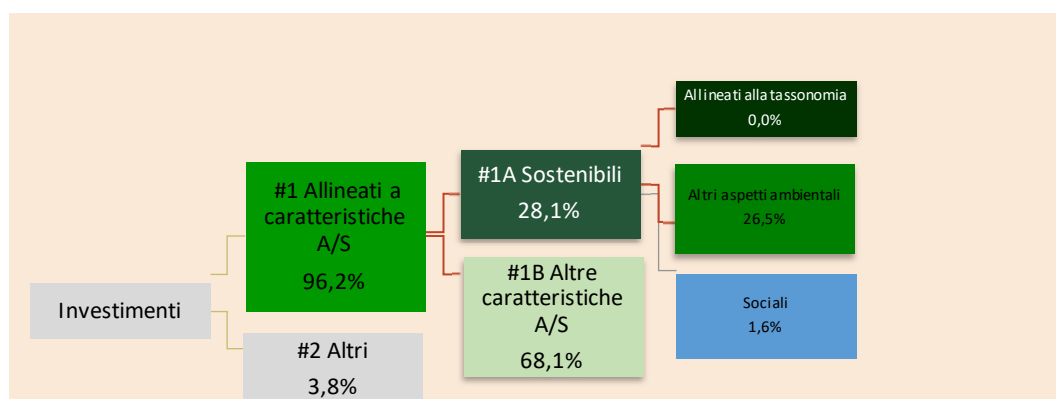 Investimenti
#1 Allineati a
caratteristiche
A/S
96,2%
#2 Altri
3,8%
#1A Sostenibili
28,1%
#1B Altre
caratteristiche
A/S
68,1%
Allineati alla tassonomia
0,0%
Altri aspetti ambientali
26,5%
Sociali
1,6%